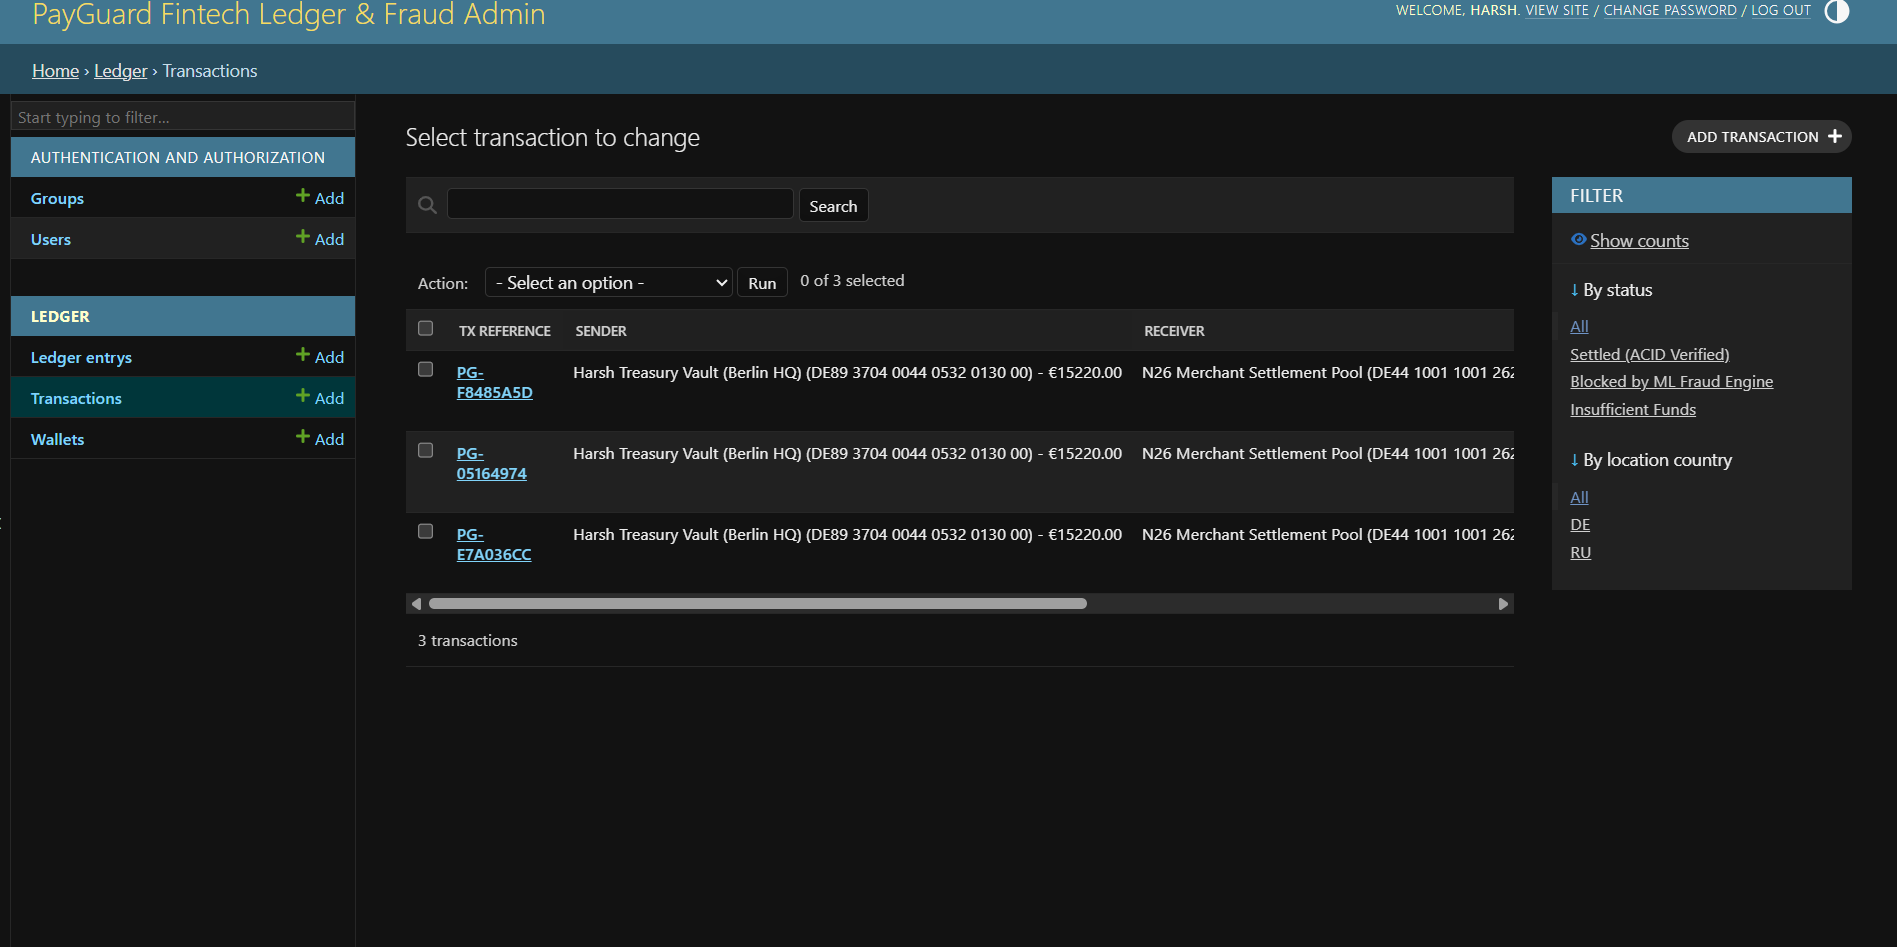 PayGuard Fintech Ledger & Fraud Admin
WELCOME, HARSH. VIEW SITE / CHANGE PASSWORD / LOG OUT
Home › Ledger › Transactions
Start typing to filter...
AUTHENTICATION AND AUTHORIZATION
Groups + Add
Users + Add
LEDGER
Ledger entrys + Add
Transactions + Add
Wallets + Add
Select transaction to change
ADD TRANSACTION +
Search
Action: - Select an option - Run 0 of 3 selected
TX REFERENCE SENDER RECEIVER
PG-
F8485A5D
Harsh Treasury Vault (Berlin HQ) (DE89 3704 0044 0532 0130 00) - €15220.00
N26 Merchant Settlement Pool (DE44 1001 1001 262
PG-
05164974
Harsh Treasury Vault (Berlin HQ) (DE89 3704 0044 0532 0130 00) - €15220.00
N26 Merchant Settlement Pool (DE44 1001 1001 262
PG-
E7A036CC
Harsh Treasury Vault (Berlin HQ) (DE89 3704 0044 0532 0130 00) - €15220.00
N26 Merchant Settlement Pool (DE44 1001 1001 262
3 transactions
FILTER
Show counts
↓ By status
All
Settled (ACID Verified)
Blocked by ML Fraud Engine
Insufficient Funds
↓ By location country
All
DE
RU